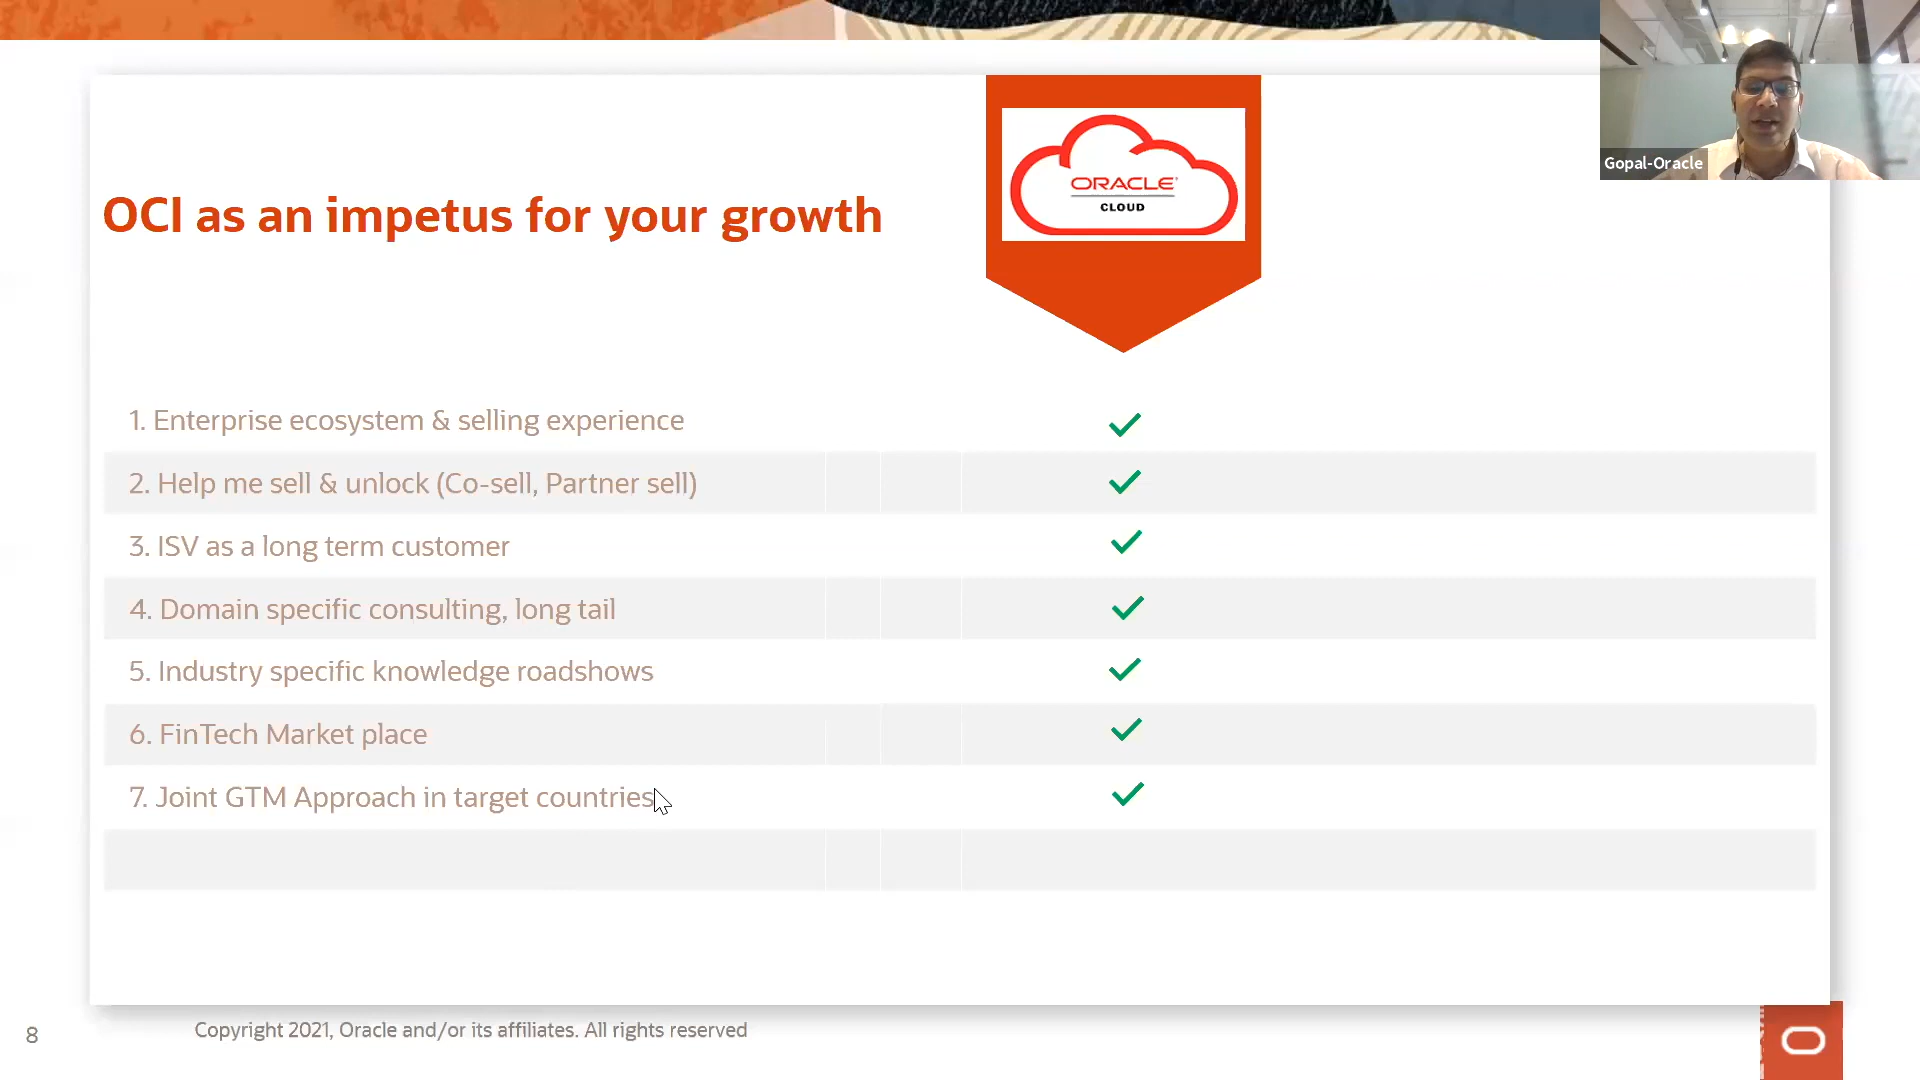 Gopal-Oracle
ORACLE
CLOUD
OCI as an impetus for your growth
1. Enterprise ecosystem & selling experience
2. Help me sell & unlock (Co-sell, Partner sell)
3. ISV as a long term customer
4. Domain specific consulting, long tail
5. Industry specific knowledge roadshows
6. FinTech Market place
7. Joint GTM Approach in target countries
8
Copyright 2021, Oracle and/or its affiliates. All rights reserved